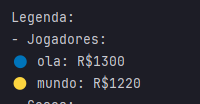 Legenda:
- Jogadores:
ola: R$1300
mundo: R$1220